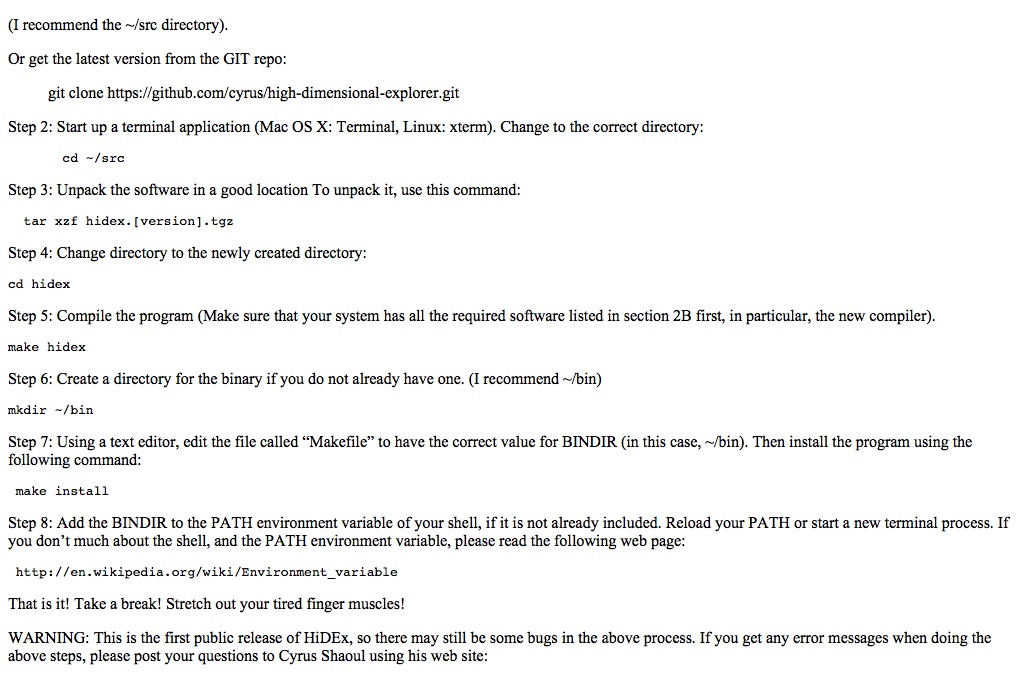 (I recommend the ~/src directory).
Or get the latest version from the GIT repo:
git clone https://github.com/cyrus/high-dimensional-explorer.git
Step 2: Start up a terminal application (Mac OS X: Terminal, Linux: xterm). Change to the correct directory:
cd ~/src
Step 3: Unpack the software in a good location To unpack it, use this command:
tar xzf hidex.[version].tgz
Step 4: Change directory to the newly created directory:
cd hidex
Step 5: Compile the program (Make sure that your system has all the required software listed in section 2B first, in particular, the new compiler).
make hidex
Step 6: Create a directory for the binary if you do not already have one. (I recommend ~/bin)
mkdir ~/bin
Step 7: Using a text editor, edit the file called “Makefile” to have the correct value for BINDIR (in this case, ~/bin). Then install the program using the
following command:
make install
Step 8: Add the BINDIR to the PATH environment variable of your shell, if it is not already included. Reload your PATH or start a new terminal process. If
you don’t much about the shell, and the PATH environment variable, please read the following web page:
http://en.wikipedia.org/wiki/Environment_variable
That is it! Take a break! Stretch out your tired finger muscles!
WARNING: This is the first public release of HiDEx, so there may still be some bugs in the above process. If you get any error messages when doing the
above steps, please post your questions to Cyrus Shaoul using his web site: